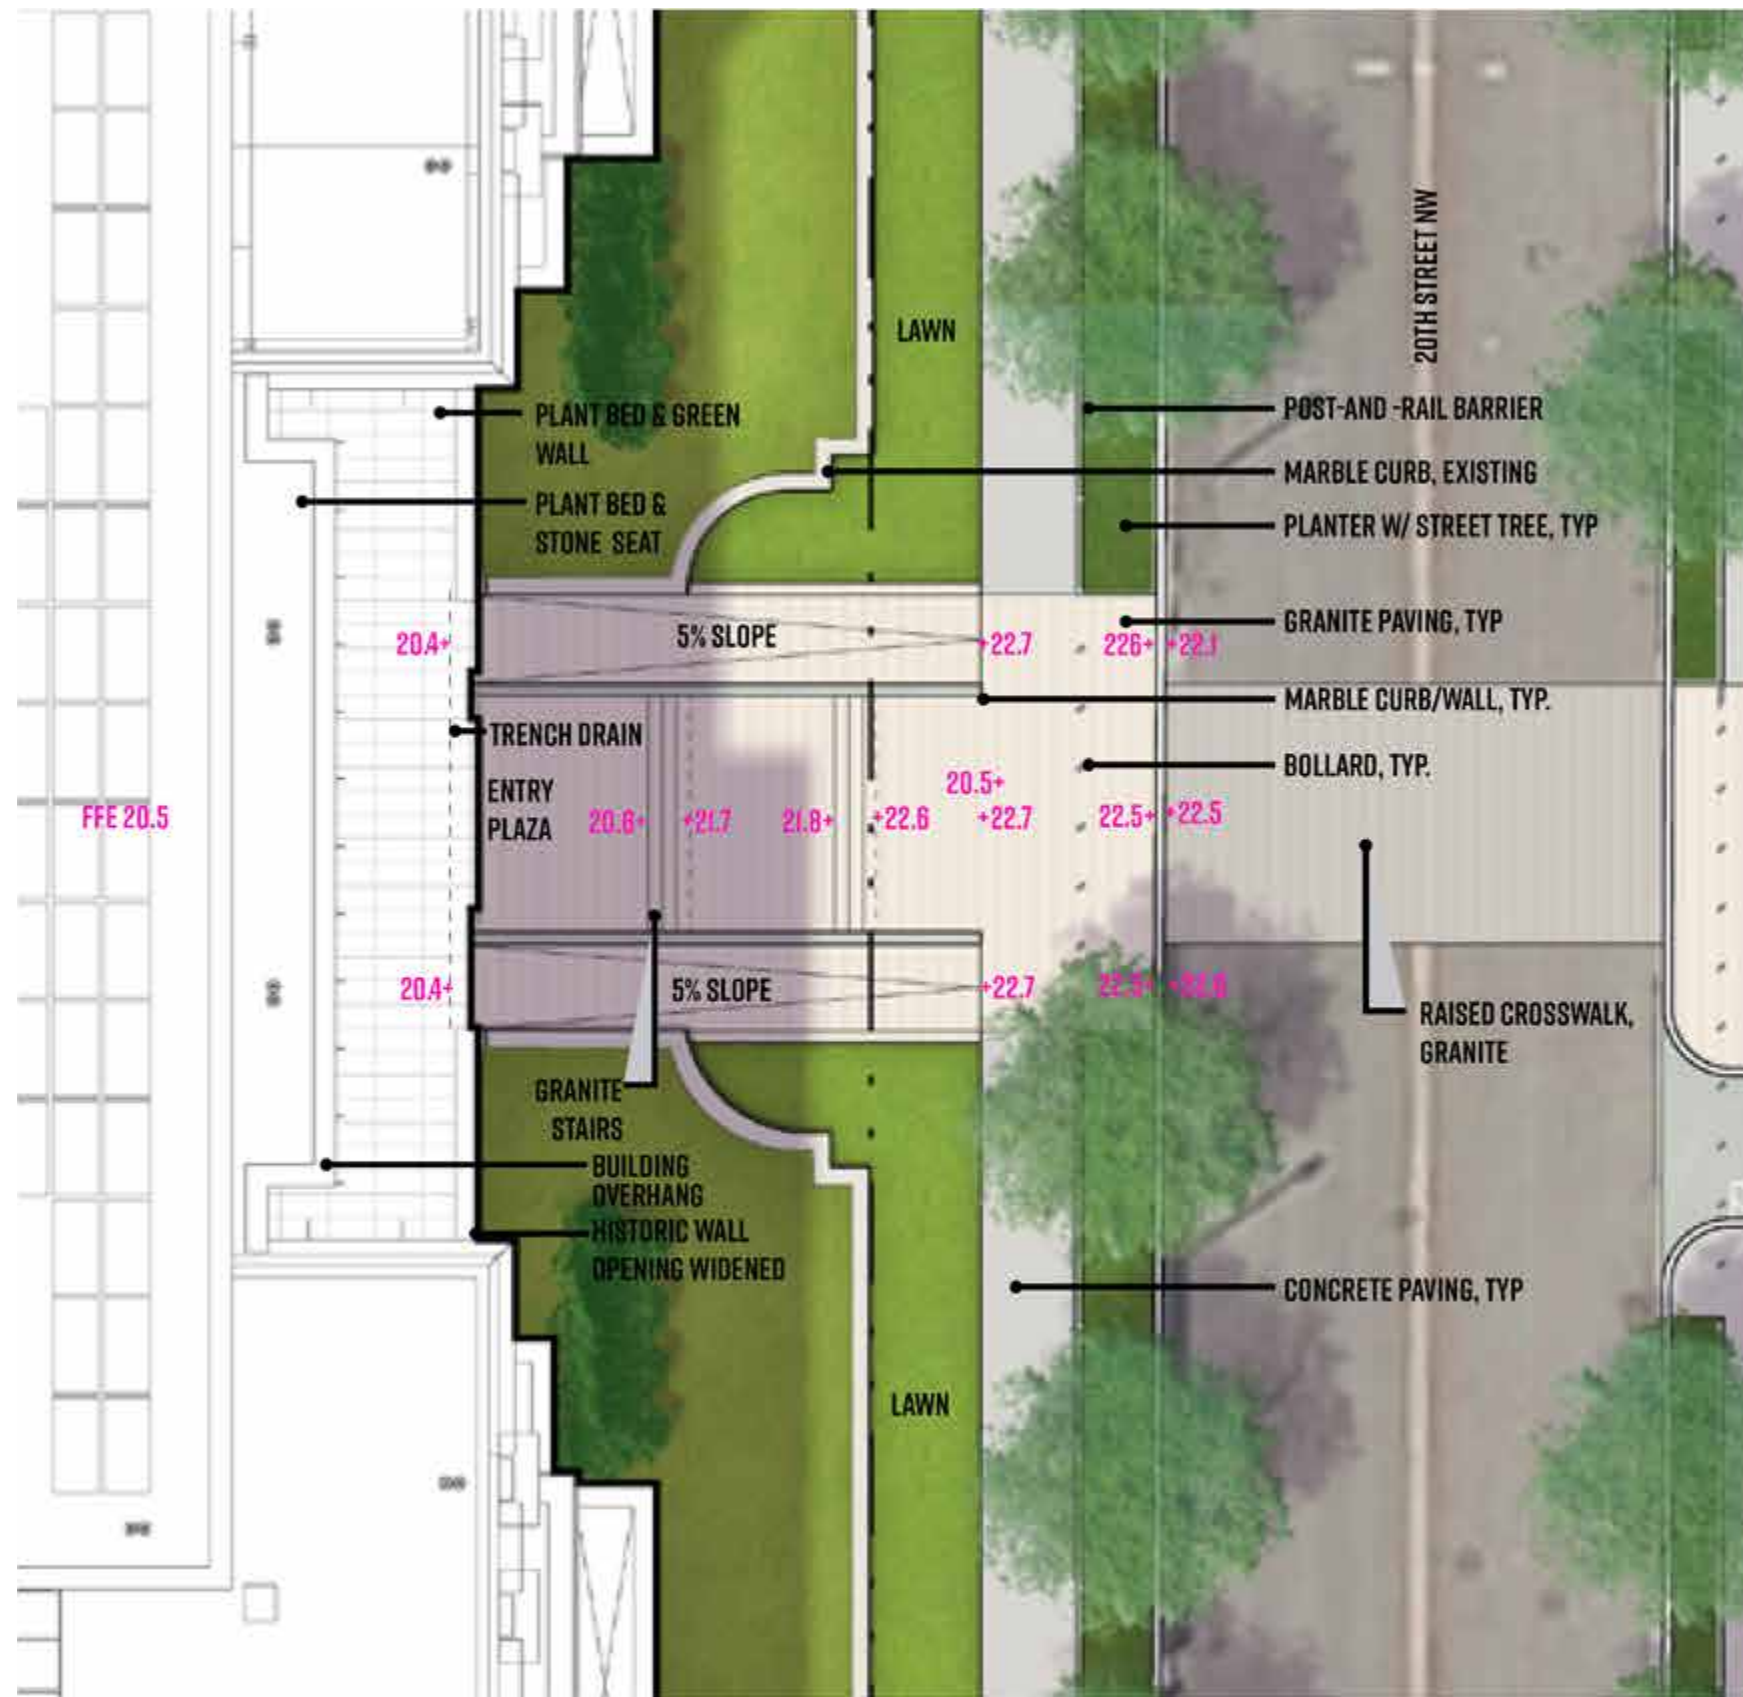 20TH STREET NW
LAWN
PLANT BED & GREEN
WALL
PLANT BED &
STONE SEAT
POST-AND -RAIL BARRIER
MARBLE CURB, EXISTING
PLANTER W/ STREET TREE, TYP
GRANITE PAVING, TYP
20.4+
5% SLOPE
+22.7
226+
+22.1
MARBLE CURB/WALL, TYP.
TRENCH DRAIN
BOLLARD, TYP.
ENTRY
PLAZA
20.5+
FFE 20.5
20.6+
+21.7
21.8+
+22.6
+22.7
22.5+
+22.5
20.4+
5% SLOPE
+22.7
22.5+
RAISED CROSSWALK,
GRANITE
GRANITE
STAIRS
BUILDING
OVERHANG
HISTORIC WALL
OPENING WIDENED
CONCRETE PAVING, TYP
LAWN